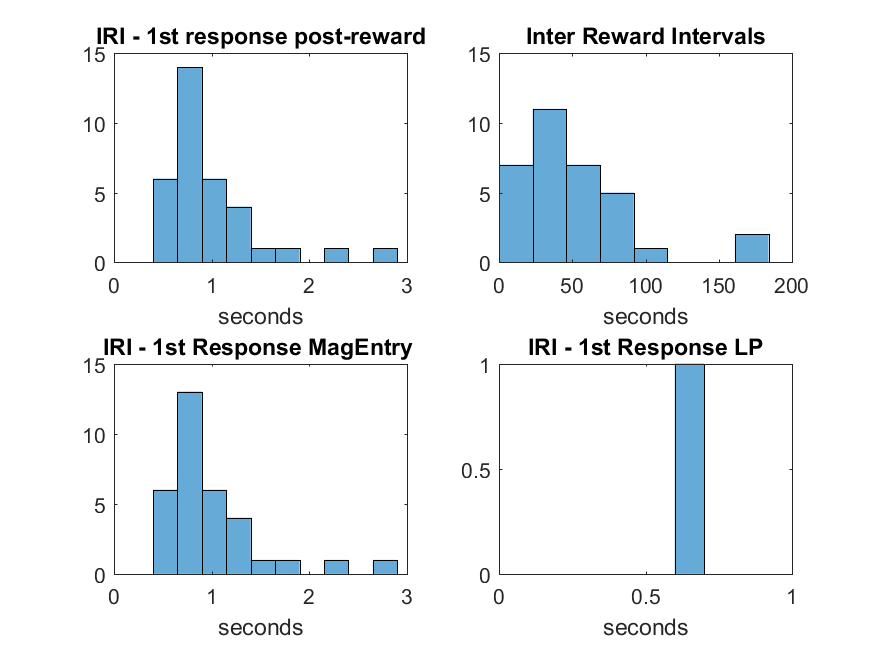 IRI - 1st response post-reward
15
10
5
0
0 1 2 3
seconds
Inter Reward Intervals
15
10
5
0
0 50 100 150 200
seconds
IRI - 1st Response MagEntry
15
10
5
0
0 1 2 3
seconds
IRI - 1st Response LP
1
0.5
0
0 0.5 1
seconds